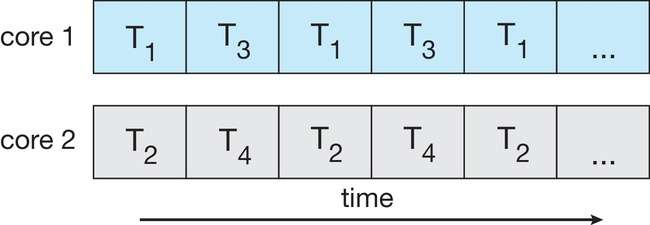 core 1 T1 T3 T1 T3 T1 ...
core 2 T2 T4 T2 T4 T2 ...
time